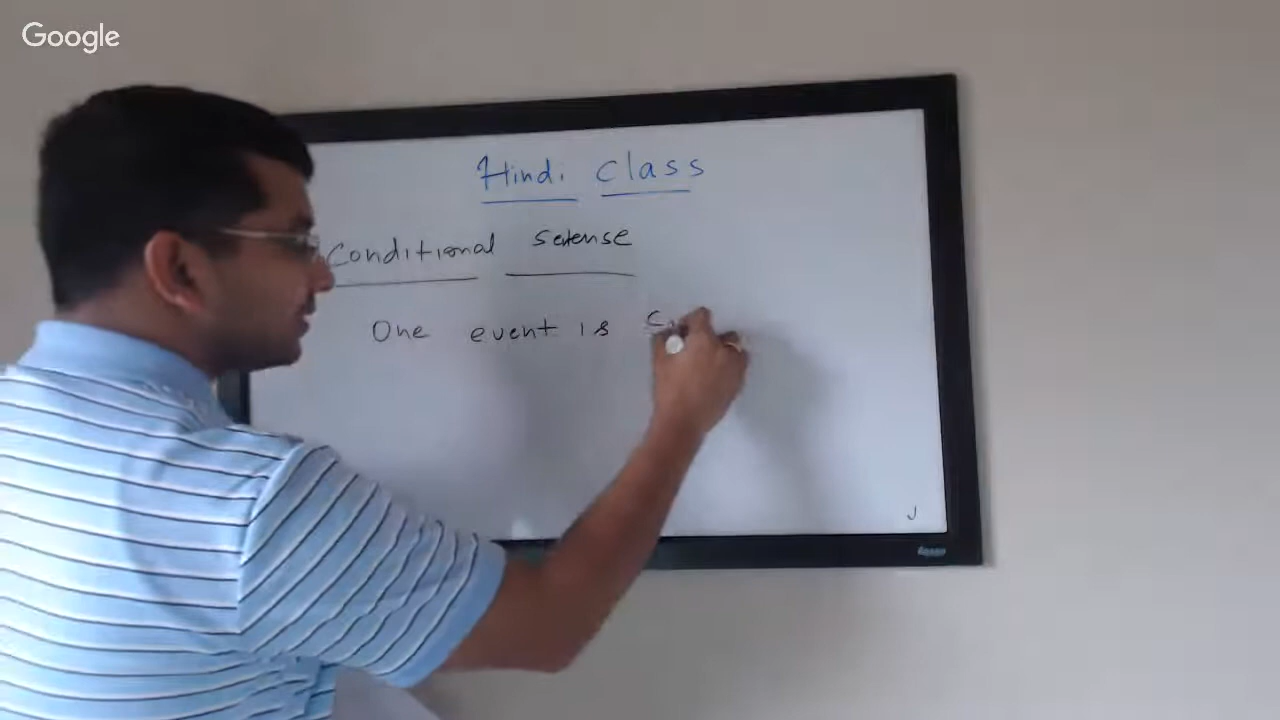 Google
Hindi Class
Conditional setense
One event is